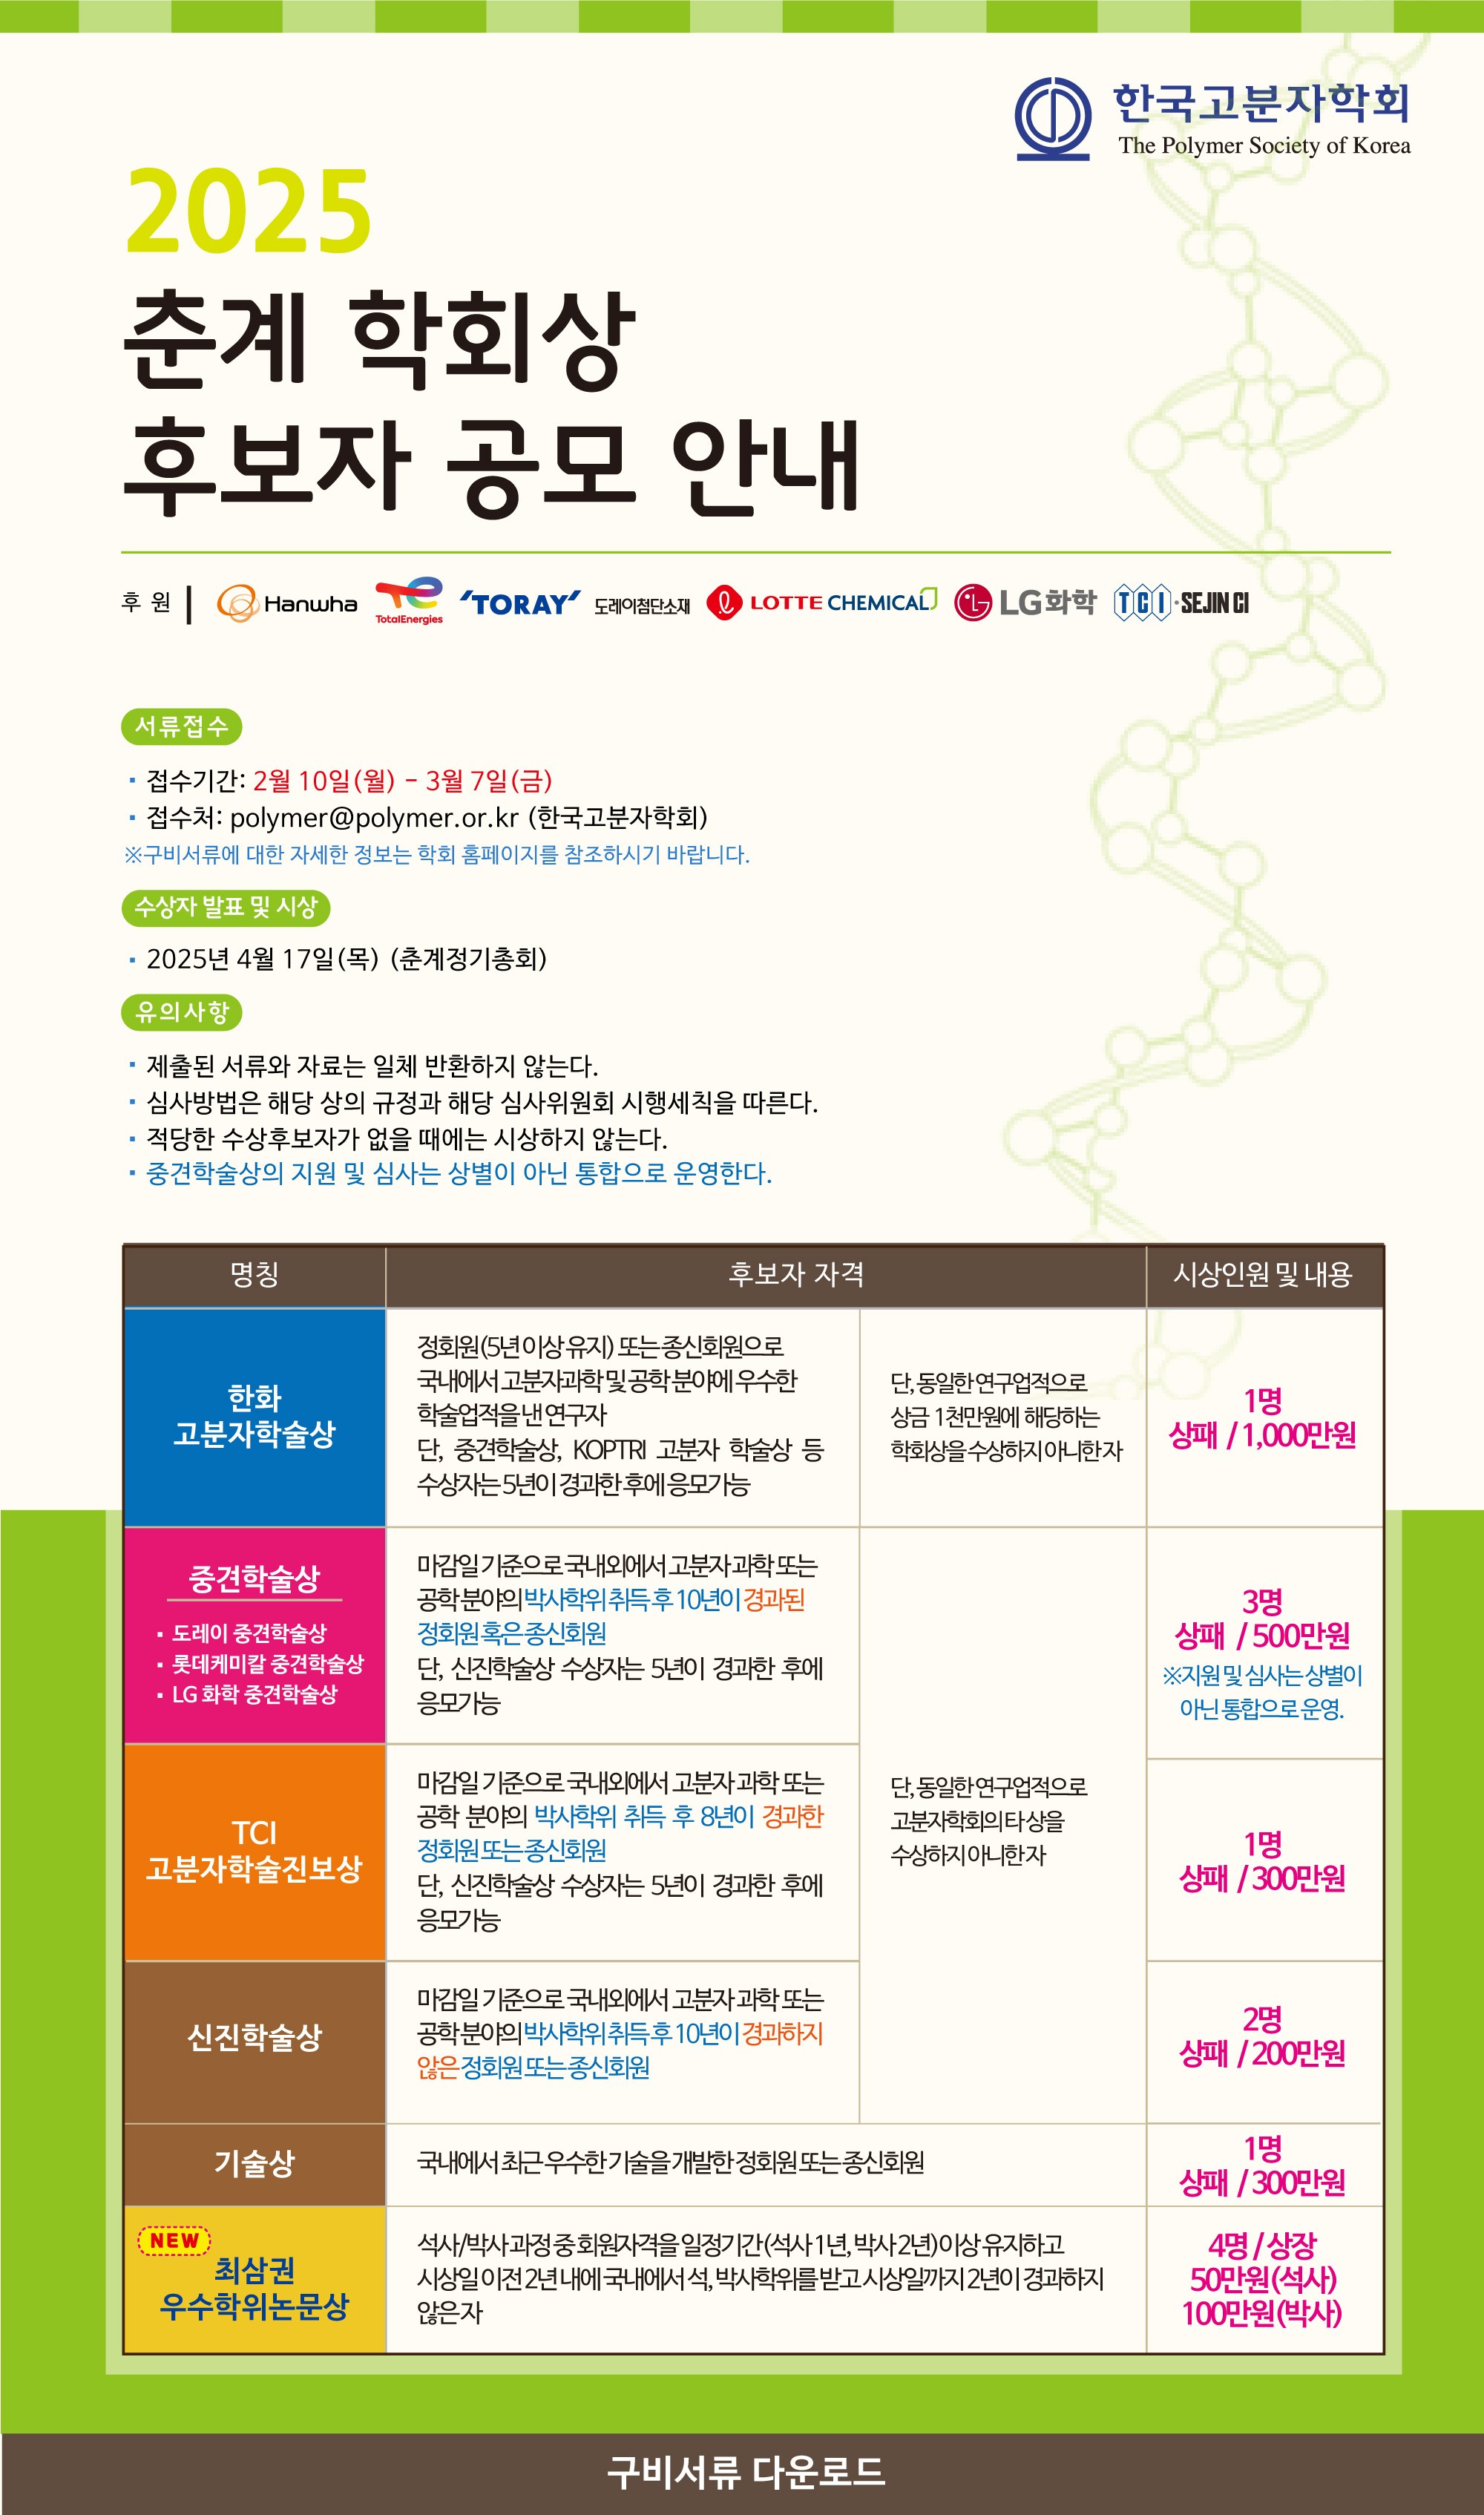 한국고분자학회
The Polymer Society of Korea
2025
춘계 학회상
후보자 공모 안내
후 원 | Hanwha TotalEnergies 'TORAY' 도레이첨단소재 LOTTE CHEMICAL LG화학 TCI·SEJIN CI
서류접수
▪ 접수기간: 2월 10일(월) - 3월 7일(금)
▪ 접수처: polymer@polymer.or.kr (한국고분자학회)
※구비서류에 대한 자세한 정보는 학회 홈페이지를 참조하시기 바랍니다.
수상자 발표 및 시상
▪ 2025년 4월 17일(목) (춘계정기총회)
유의사항
▪ 제출된 서류와 자료는 일체 반환하지 않는다.
▪ 심사방법은 해당 상의 규정과 해당 심사위원회 시행세칙을 따른다.
▪ 적당한 수상후보자가 없을 때에는 시상하지 않는다.
▪ 중견학술상의 지원 및 심사는 상별이 아닌 통합으로 운영한다.
명칭 후보자 자격 시상인원 및 내용
한화
고분자학술상
정회원(5년 이상 유지) 또는 종신회원으로
국내에서 고분자과학 및 공학 분야에 우수한
학술업적을 낸 연구자
단, 중견학술상, KOPTRI 고분자 학술상 등
수상자는 5년이 경과한 후에 응모가능
단, 동일한 연구업적으로
상금 1천만원에 해당하는
학회상을 수상하지 아니한 자
1명
상패 / 1,000만원
중견학술상
▪ 도레이 중견학술상
▪ 롯데케미칼 중견학술상
▪ LG 화학 중견학술상
마감일 기준으로 국내외에서 고분자 과학 또는
공학 분야의 박사학위 취득 후 10년이 경과된
정회원 혹은 종신회원
단, 신진학술상 수상자는 5년이 경과한 후에
응모가능
3명
상패 / 500만원
※지원 및 심사는 상별이
아닌 통합으로 운영.
TCI
고분자학술진보상
마감일 기준으로 국내외에서 고분자 과학 또는
공학 분야의 박사학위 취득 후 8년이 경과한
정회원 또는 종신회원
단, 신진학술상 수상자는 5년이 경과한 후에
응모가능
단, 동일한 연구업적으로
고분자학회의 타 상을
수상하지 아니한 자
1명
상패 / 300만원
신진학술상
마감일 기준으로 국내외에서 고분자 과학 또는
공학 분야의 박사학위 취득 후 10년이 경과하지
않은 정회원 또는 종신회원
2명
상패 / 200만원
기술상
국내에서 최근 우수한 기술을 개발한 정회원 또는 종신회원
1명
상패 / 300만원
NEW
최삼권
우수학위논문상
석사/박사 과정 중 회원자격을 일정기간(석사 1년, 박사 2년)이상 유지하고
시상일 이전 2년 내에 국내에서 석, 박사학위를 받고 시상일까지 2년이 경과하지
않은 자
4명 / 상장
50만원(석사)
100만원(박사)
구비서류 다운로드